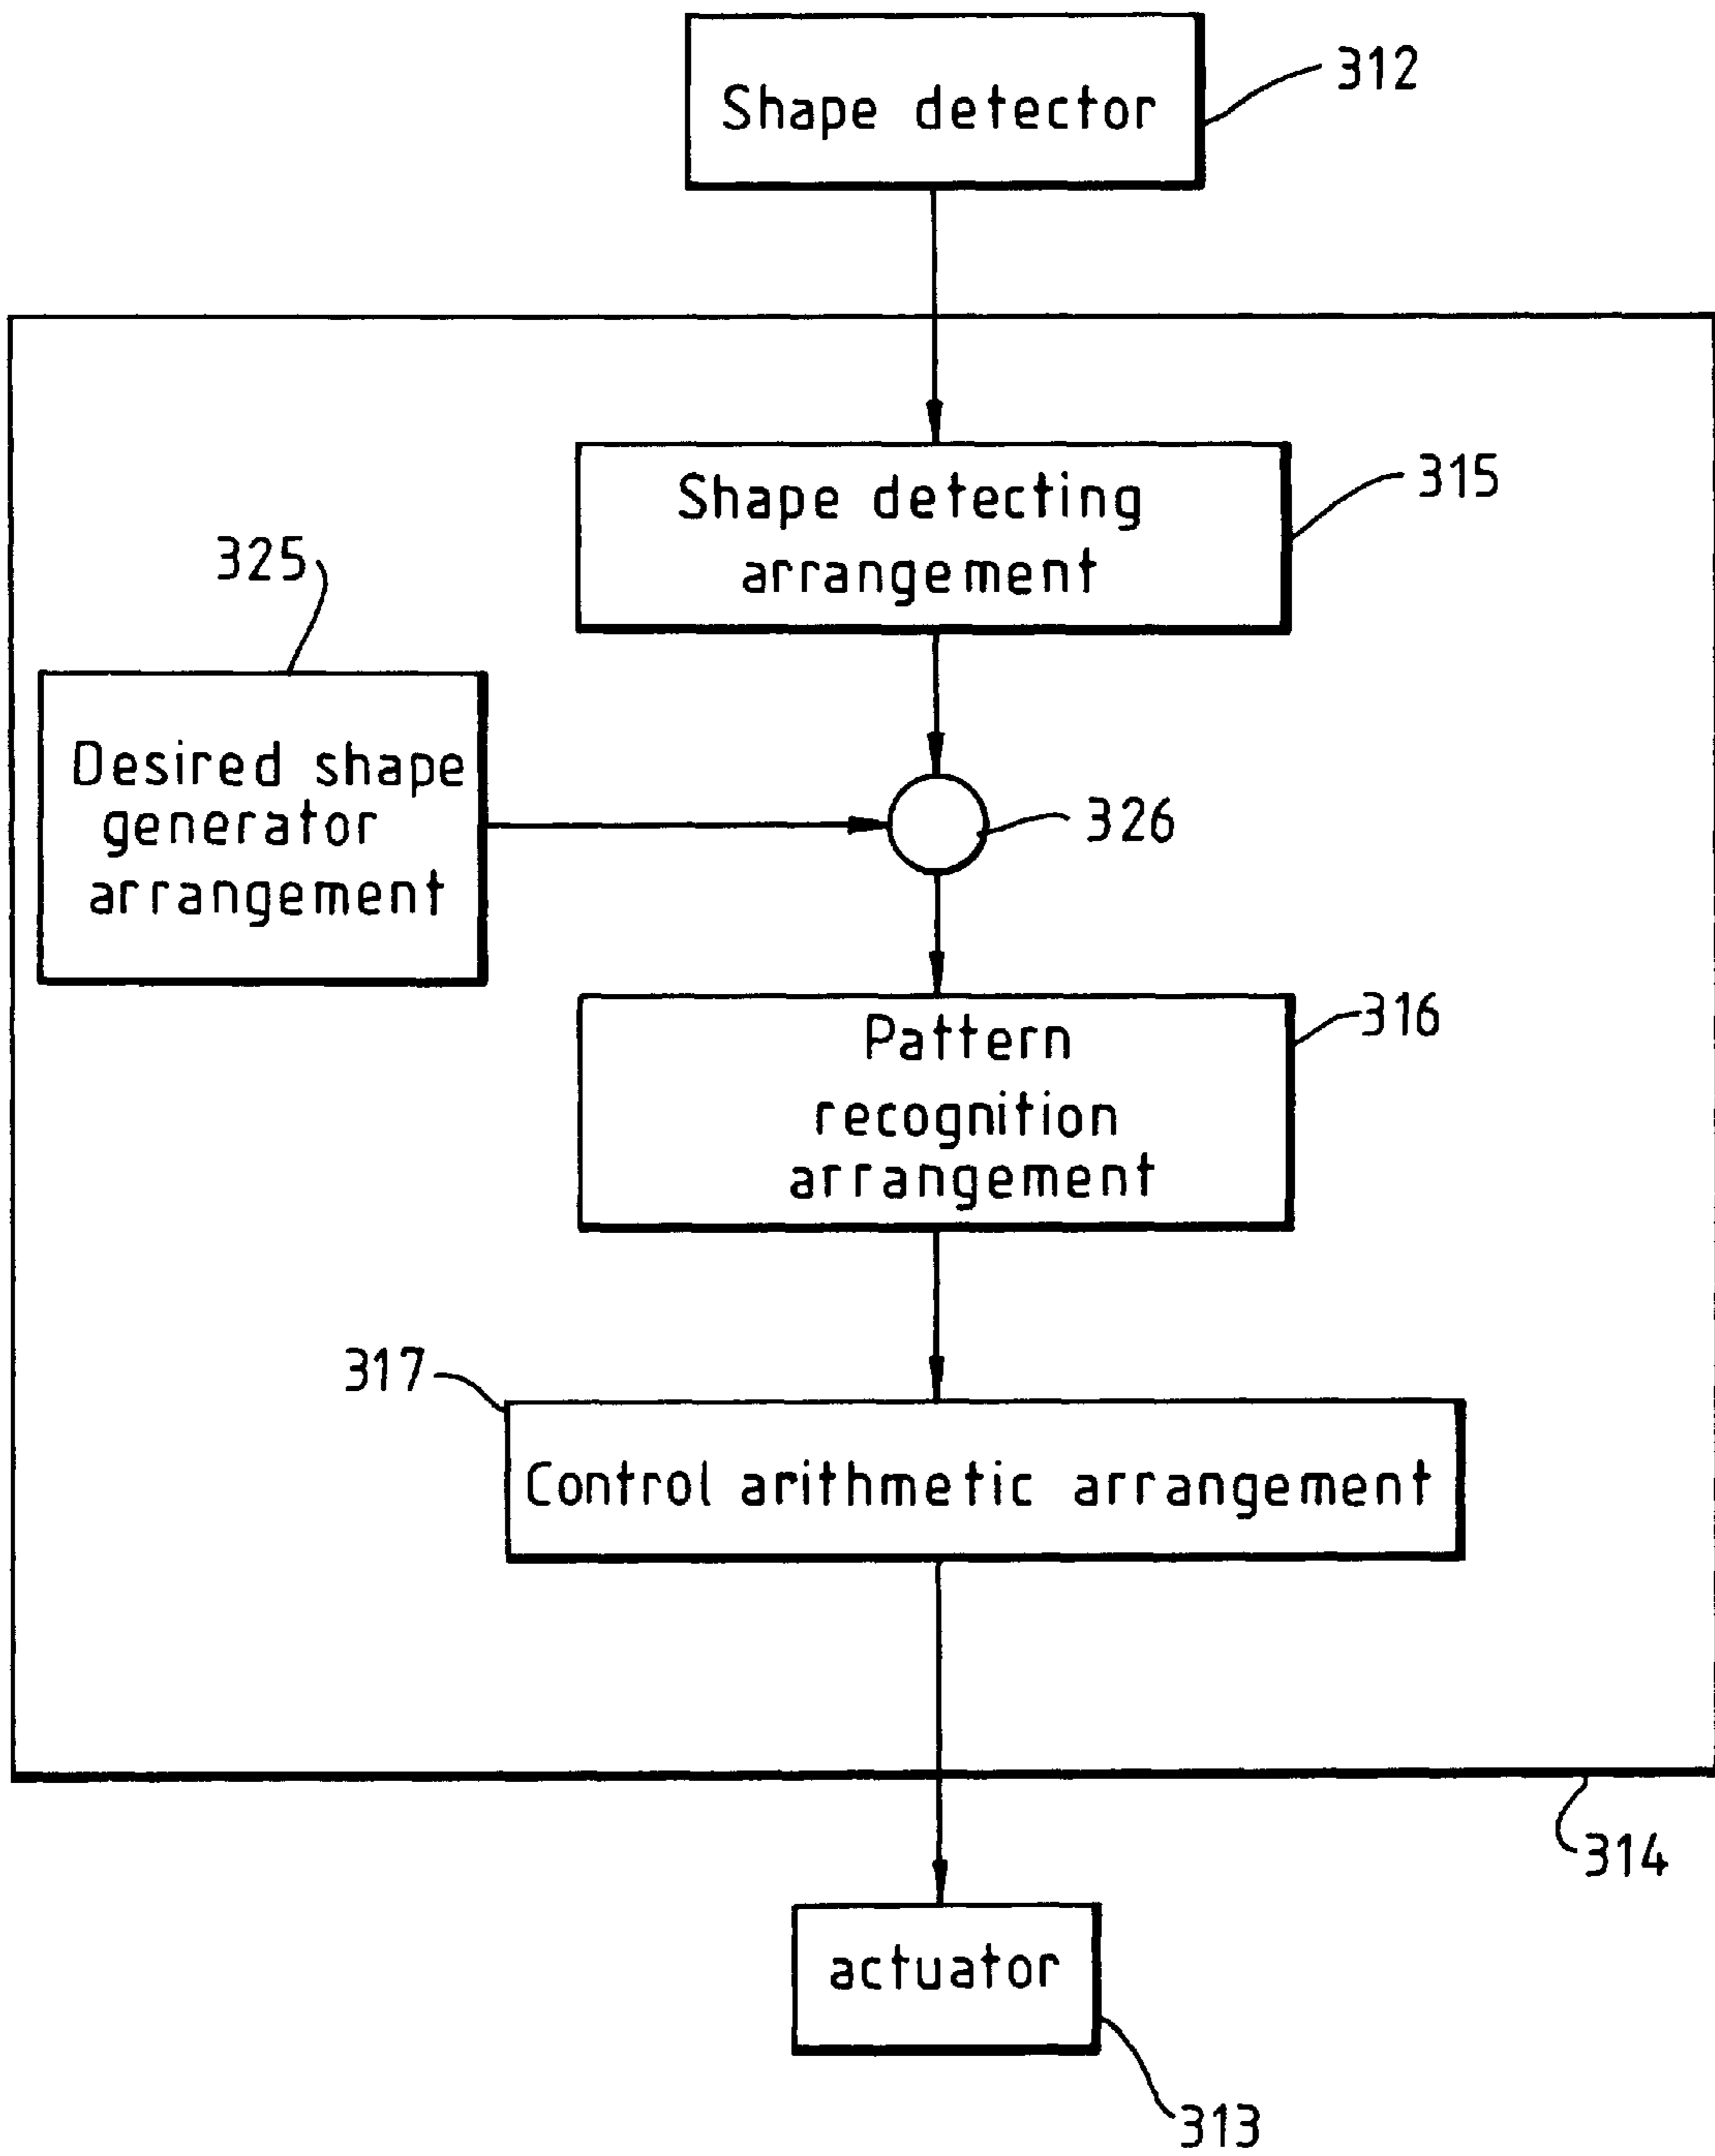 Shape detector
312
Shape detecting
arrangement
315
325
Desired shape
generator
arrangement
326
Pattern
recognition
arrangement
316
317
Control arithmetic arrangement
314
actuator
313